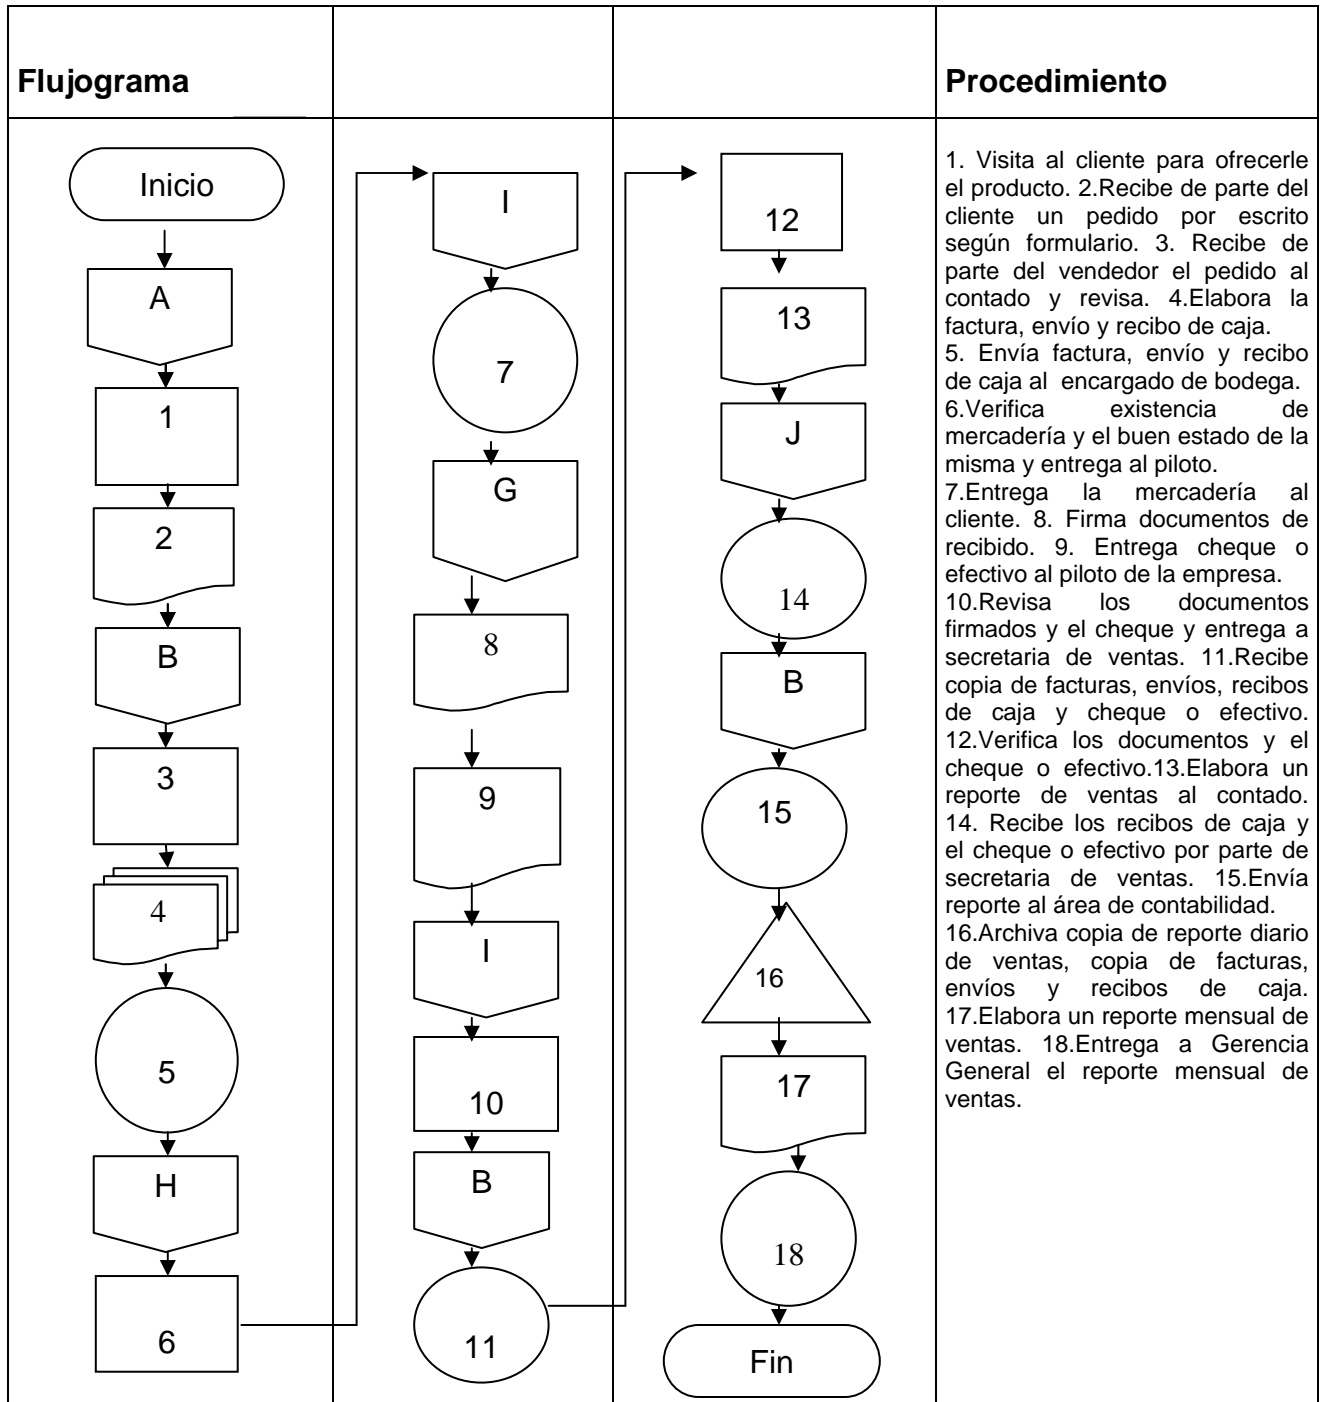 Flujograma
Procedimiento
Inicio
A
1
2
B
3
4
5
H
6
I
7
G
8
9
I
10
B
11
12
13
J
14
B
15
16
17
18
Fin
1. Visita al cliente para ofrecerle
el producto. 2.Recibe de parte del
cliente un pedido por escrito
según formulario. 3. Recibe de
parte del vendedor el pedido al
contado y revisa. 4.Elabora la
factura, envío y recibo de caja.
5. Envía factura, envío y recibo
de caja al encargado de bodega.
6.Verifica existencia de
mercadería y el buen estado de la
misma y entrega al piloto.
7.Entrega la mercadería al
cliente. 8. Firma documentos de
recibido. 9. Entrega cheque o
efectivo al piloto de la empresa.
10.Revisa los documentos
firmados y el cheque y entrega a
secretaria de ventas. 11.Recibe
copia de facturas, envíos, recibos
de caja y cheque o efectivo.
12.Verifica los documentos y el
cheque o efectivo.13.Elabora un
reporte de ventas al contado.
14. Recibe los recibos de caja y
el cheque o efectivo por parte de
secretaria de ventas. 15.Envía
reporte al área de contabilidad.
16.Archiva copia de reporte diario
de ventas, copia de facturas,
envíos y recibos de caja.
17.Elabora un reporte mensual de
ventas. 18.Entrega a Gerencia
General el reporte mensual de
ventas.